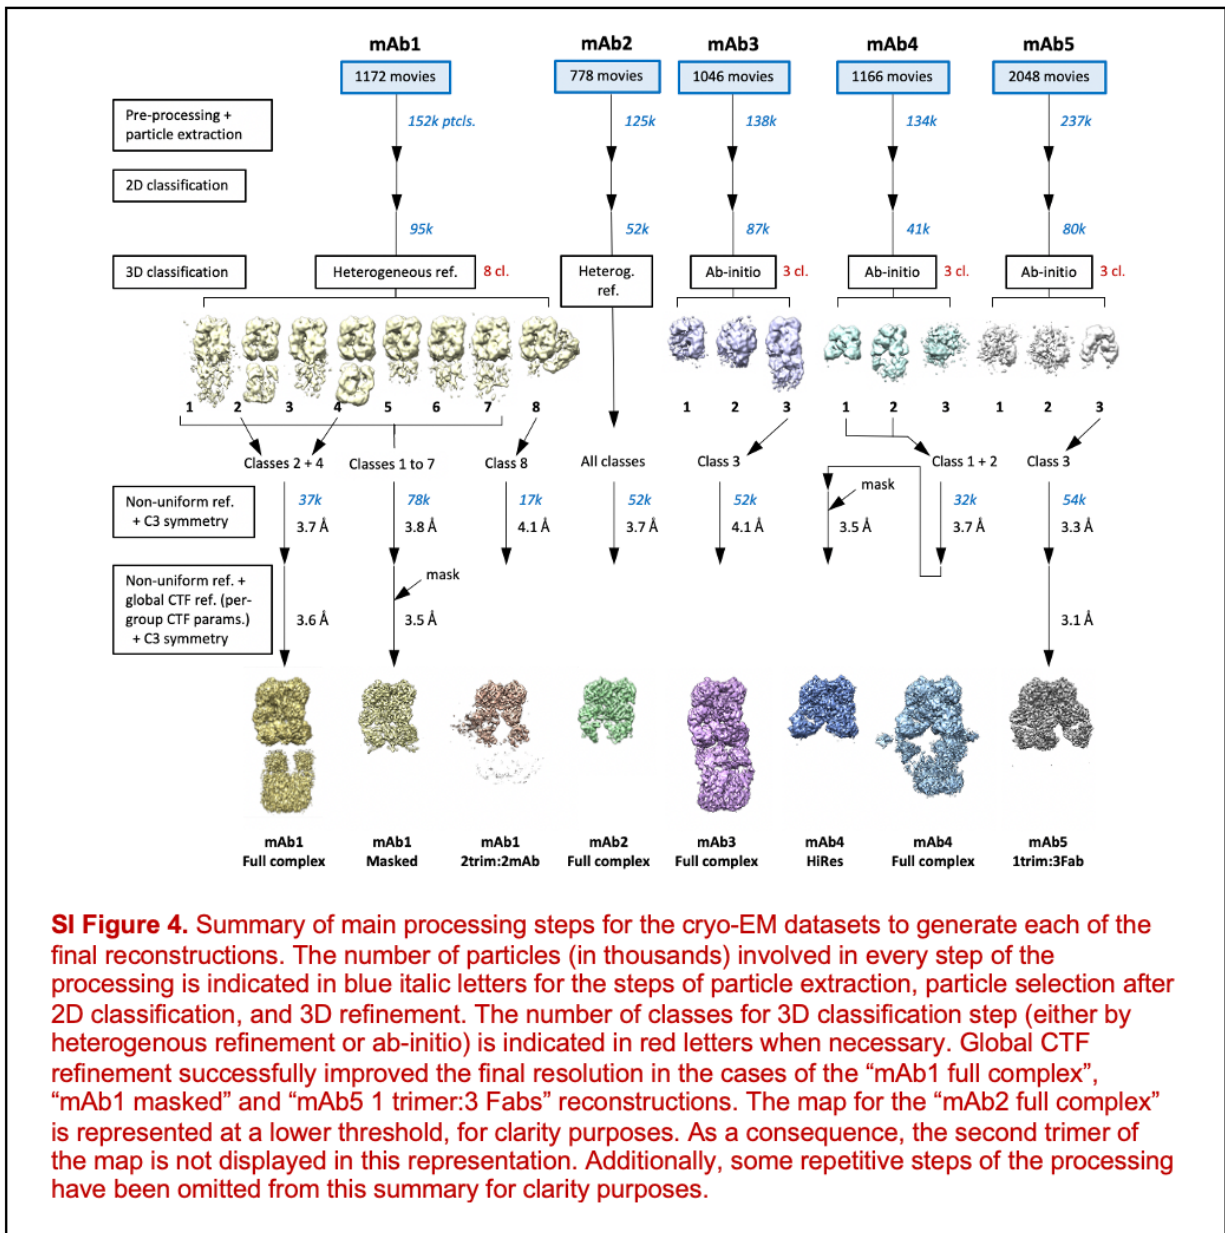 mAb1 mAb2 mAb3 mAb4 mAb5
1172 movies 778 movies 1046 movies 1166 movies 2048 movies
Pre-processing +
particle extraction
152k ptcls. 125k 138k 134k 237k
2D classification
95k 52k 87k 41k 80k
3D classification
Heterogeneous ref. 8 cl.
Heterog.
ref.
Ab-initio 3 cl. Ab-initio 3 cl. Ab-initio 3 cl.
1 2 3 4 5 6 7 8 1 2 3 1 2 3 1 2 3
Classes 2 + 4 Classes 1 to 7 Class 8 All classes Class 3 Class 1 + 2 Class 3
Non-uniform ref.
+ C3 symmetry
37k 78k 17k 52k 52k mask 32k 54k
3.7 Å 3.8 Å 4.1 Å 3.7 Å 4.1 Å 3.5 Å 3.7 Å 3.3 Å
Non-uniform ref. +
global CTF ref. (per-
group CTF params.)
+ C3 symmetry
mask
3.6 Å 3.5 Å 3.1 Å
mAb1 mAb1 mAb1 mAb2 mAb3 mAb4 mAb4 mAb5
Full complex Masked 2trim:2mAb Full complex Full complex HiRes Full complex 1trim:3Fab
SI Figure 4. Summary of main processing steps for the cryo-EM datasets to generate each of the
final reconstructions. The number of particles (in thousands) involved in every step of the
processing is indicated in blue italic letters for the steps of particle extraction, particle selection after
2D classification, and 3D refinement. The number of classes for 3D classification step (either by
heterogenous refinement or ab-initio) is indicated in red letters when necessary. Global CTF
refinement successfully improved the final resolution in the cases of the “mAb1 full complex”,
“mAb1 masked” and “mAb5 1 trimer:3 Fabs” reconstructions. The map for the “mAb2 full complex”
is represented at a lower threshold, for clarity purposes. As a consequence, the second trimer of
the map is not displayed in this representation. Additionally, some repetitive steps of the processing
have been omitted from this summary for clarity purposes.